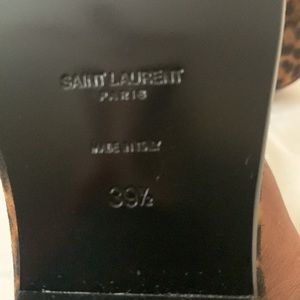 SAINT LAURENT
PARIS
MADE IN ITALY
39½